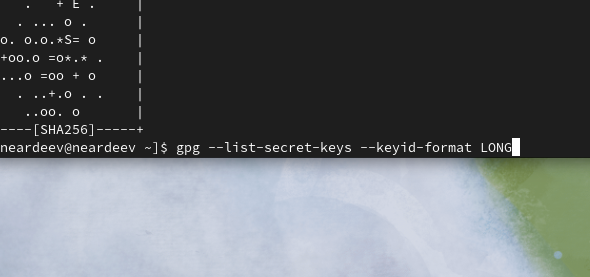 .   + E .      |
. ... o .      |
o. o.o.*S= o     |
+oo.o =o*.* .    |
...o =oo + o     |
. ..+.o . .    |
..oo. o       |
----[SHA256]-----+
neardeev@neardeev ~]$ gpg --list-secret-keys --keyid-format LONG